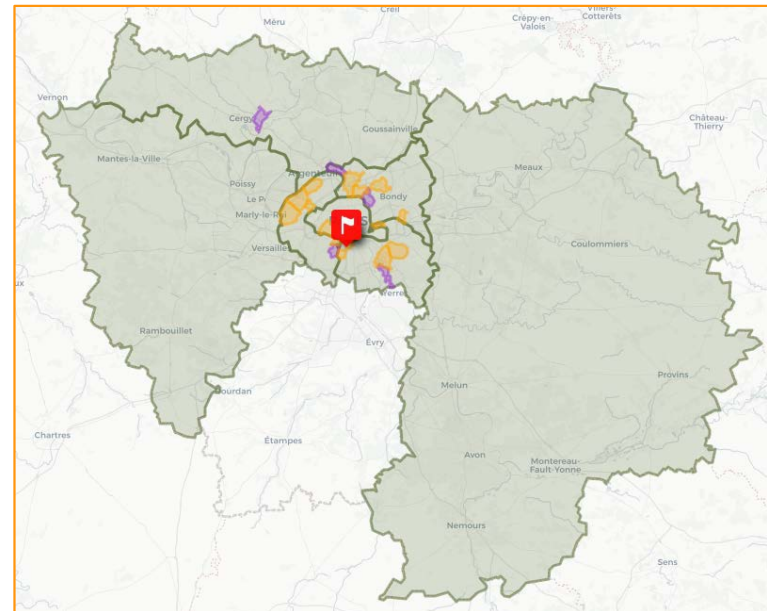 Méru
Creil
Crépy-en-
Valois
Villers-
Cotterêts
Vernon
Cergy
Goussainville
Château-
Thierry
Mantes-la-Ville
Argenteuil
Meaux
Poissy
Bondy
Marly-le-Roi
Versailles
Coulommiers
Rambouillet
Évry
Melun
Provins
Étampes
Chartres
Avon
Montereau-
Fault-Yonne
Nemours
Sens